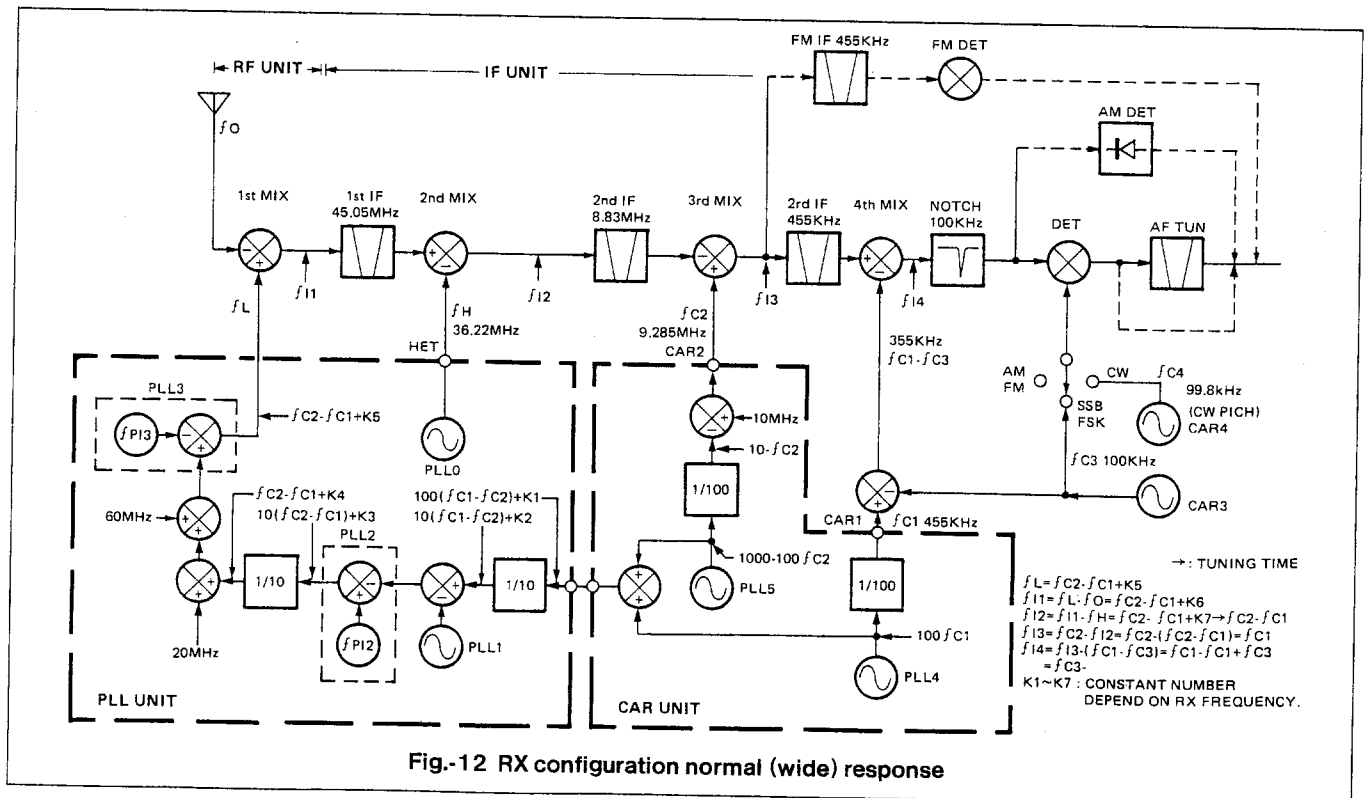 RF UNIT
IF UNIT
FM IF 455KHz
FM DET
AM DET
fO
1st MIX
1st IF
45.05MHz
2nd MIX
2nd IF
8.83MHz
3rd MIX
2rd IF
455KHz
4th MIX
NOTCH
100KHz
DET
AF TUN
fI1
fI2
fI3
fI4
fL
fH
36.22MHz
HET
fC2
9.285MHz
CAR2
355KHz
fC1-fC3
AM
FM
CW
SSB
FSK
fC4
99.8kHz
(CW PICH)
CAR4
fC3 100KHz
CAR3
PLL3
fPI3
fC2-fC1+K5
PLL0
10MHz
10-fC2
1/100
1000-100fC2
PLL5
CAR1
fC1 455KHz
1/100
100fC1
PLL4
60MHz
fC2-fC1+K4
10(fC2-fC1)+K3
PLL2
100(fC1-fC2)+K1
10(fC1-fC2)+K2
1/10
1/10
fPI2
PLL1
20MHz
PLL UNIT
CAR UNIT
→: TUNING TIME
fL=fC2-fC1+K5
fI1=fL-fO=fC2-fC1+K6
fI2=fI1-fH=fC2-fC1+K7→fC2-fC1
fI3=fC2-fI2=fC2-(fC2-fC1)=fC1
fI4=fI3-(fC1-fC3)=fC1-fC1+fC3
=fC3-
K1~K7 : CONSTANT NUMBER
DEPEND ON RX FREQUENCY.
Fig.-12 RX configuration normal (wide) response